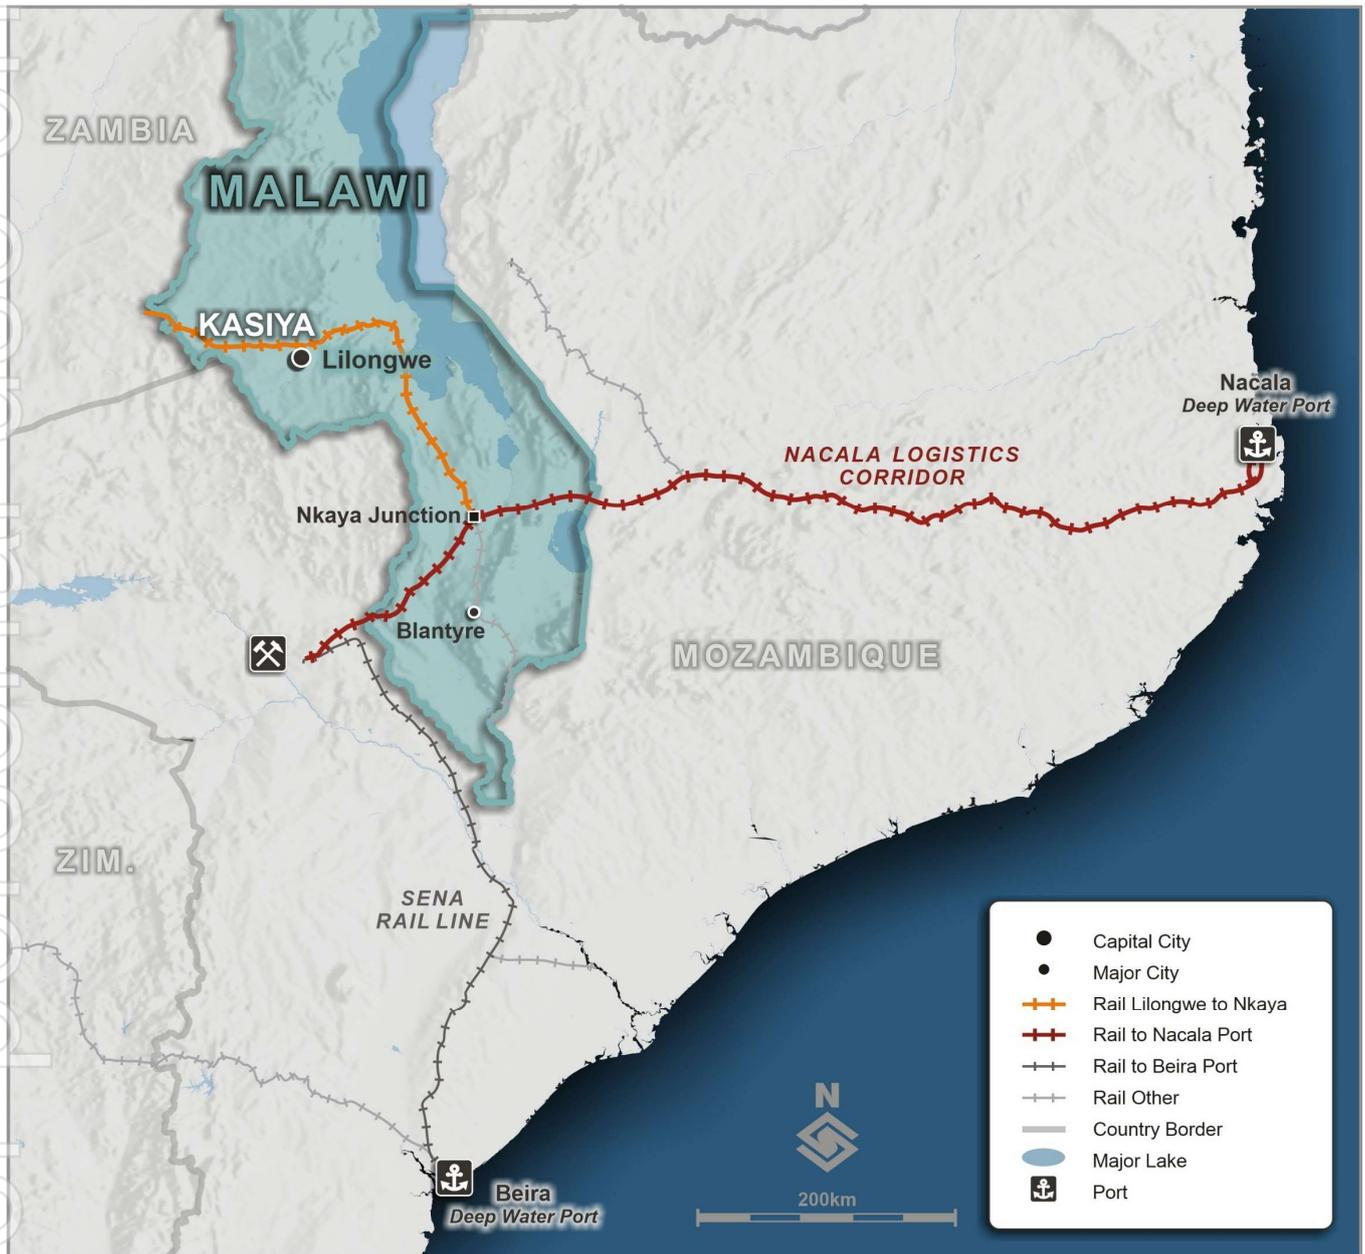 ZAMBIA
MALAWI
KASIYA
Lilongwe
Nacala
Deep Water Port
NACALA LOGISTICS
CORRIDOR
Nkaya Junction
Blantyre
MOZAMBIQUE
ZIM.
SENA
RAIL LINE
Capital City
Major City
Rail Lilongwe to Nkaya
Rail to Nacala Port
Rail to Beira Port
Rail Other
Country Border
Major Lake
Port
N
200km
Beira
Deep Water Port